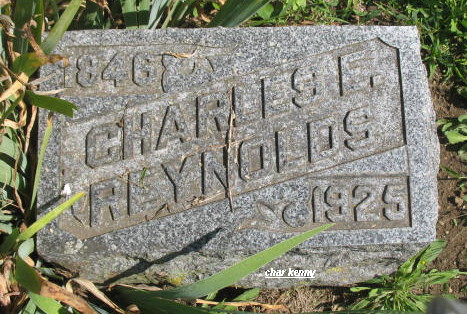 1846
CHARLES E.
REYNOLDS
1925
char kenny